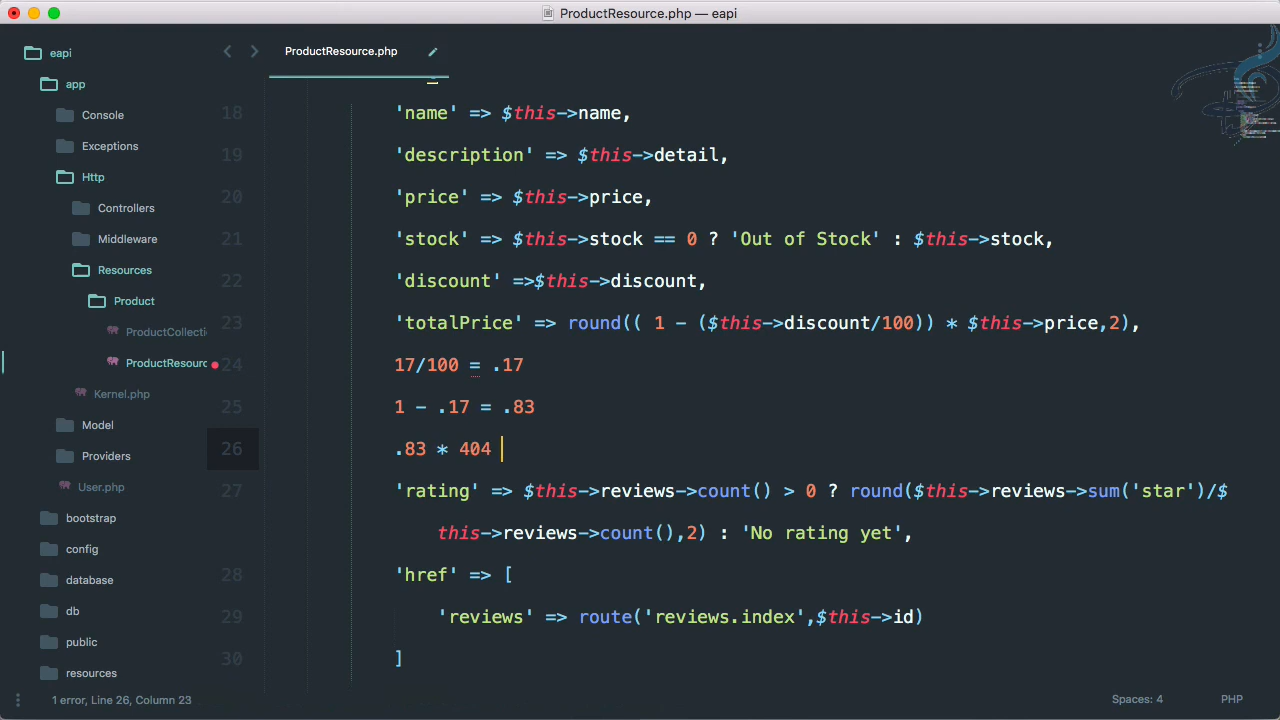 ProductResource.php — eapi
eapi
app
Console
Exceptions
Http
Controllers
Middleware
Resources
Product
ProductCollecti
ProductResourc
Kernel.php
Model
Providers
User.php
bootstrap
config
database
db
public
resources
ProductResource.php
18 'name' => $this->name,
19 'description' => $this->detail,
20 'price' => $this->price,
21 'stock' => $this->stock == 0 ? 'Out of Stock' : $this->stock,
22 'discount' =>$this->discount,
23 'totalPrice' => round(( 1 - ($this->discount/100)) * $this->price,2),
24 17/100 = .17
25 1 - .17 = .83
26 .83 * 404
27 'rating' => $this->reviews->count() > 0 ? round($this->reviews->sum('star')/$
this->reviews->count(),2) : 'No rating yet',
28 'href' => [
29 'reviews' => route('reviews.index',$this->id)
30 ]
1 error, Line 26, Column 23
Spaces: 4
PHP